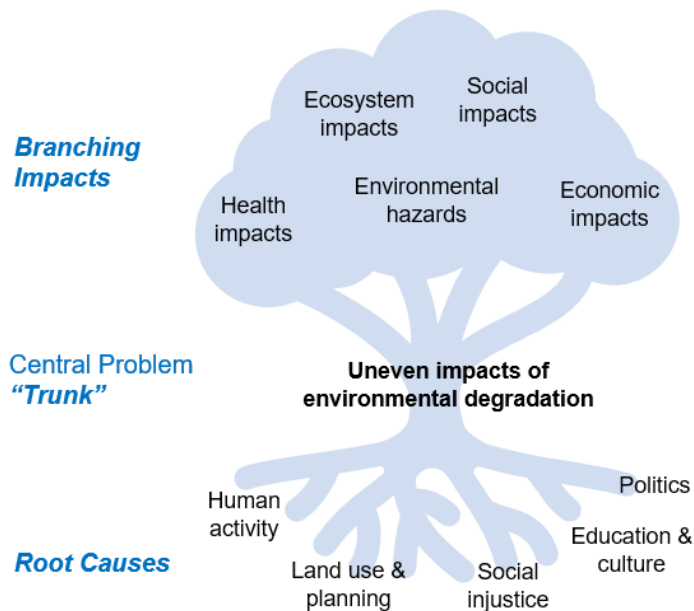 Ecosystem
impacts
Social
impacts
Branching
Impacts
Health
impacts
Environmental
hazards
Economic
impacts
Central Problem
“Trunk”
Uneven impacts of
environmental degradation
Human
activity
Politics
Education &
culture
Root Causes
Land use &
planning
Social
injustice